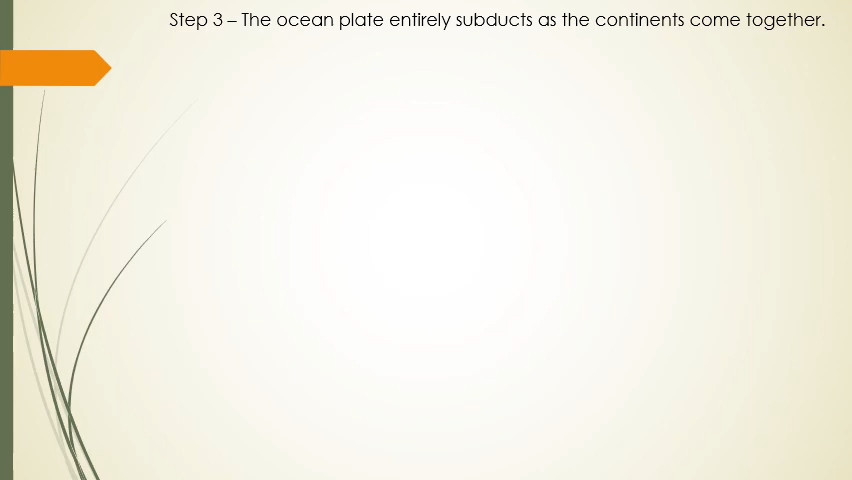 Step 3 – The ocean plate entirely subducts as the continents come together.